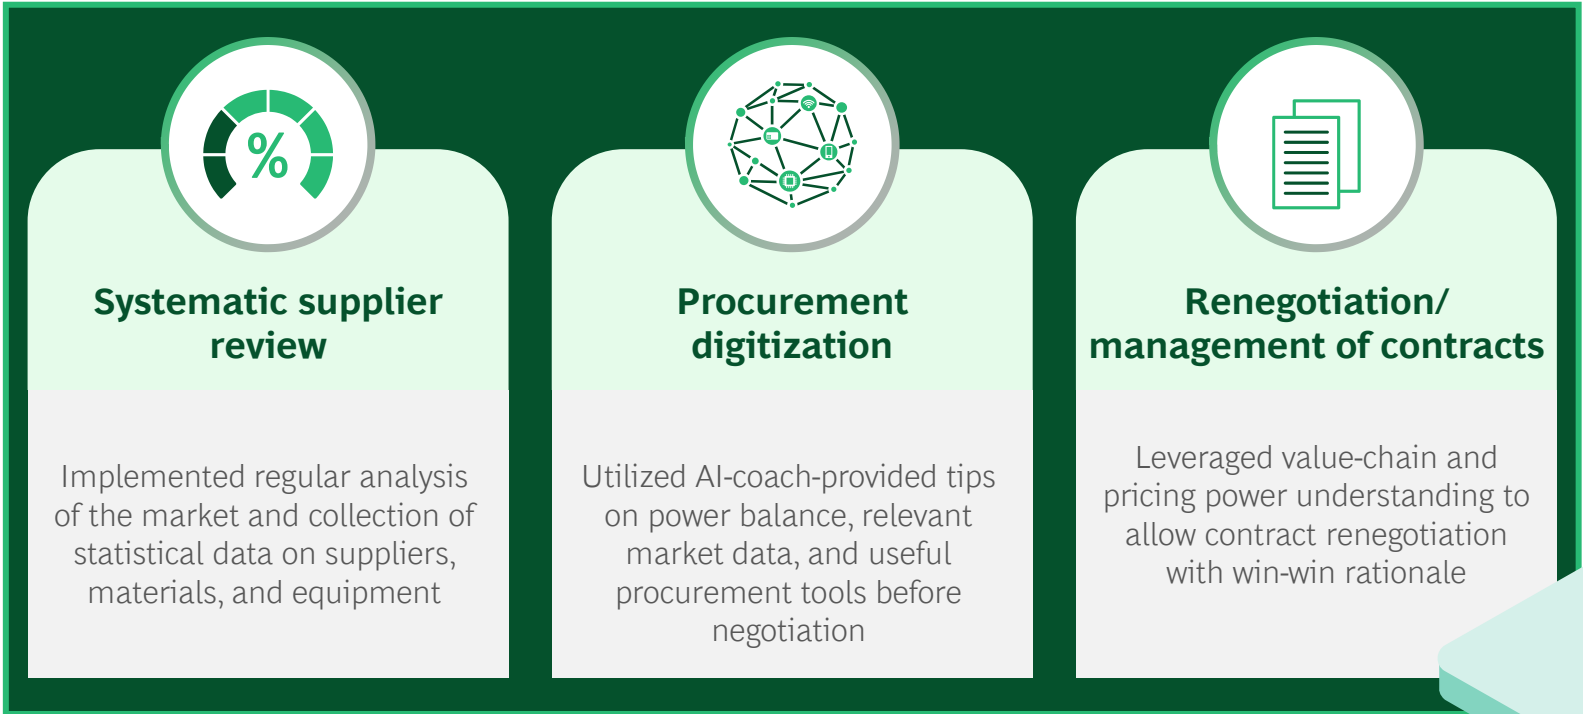 %
Systematic supplier
review
Implemented regular analysis
of the market and collection of
statistical data on suppliers,
materials, and equipment
Procurement
digitization
Utilized AI-coach-provided tips
on power balance, relevant
market data, and useful
procurement tools before
negotiation
Renegotiation/
management of contracts
Leveraged value-chain and
pricing power understanding to
allow contract renegotiation
with win-win rationale